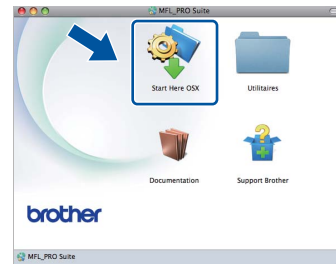 MFL_PRO Suite
Start Here OSX
Utilitaires
Documentation
Support Brother
brother
MFL_PRO Suite